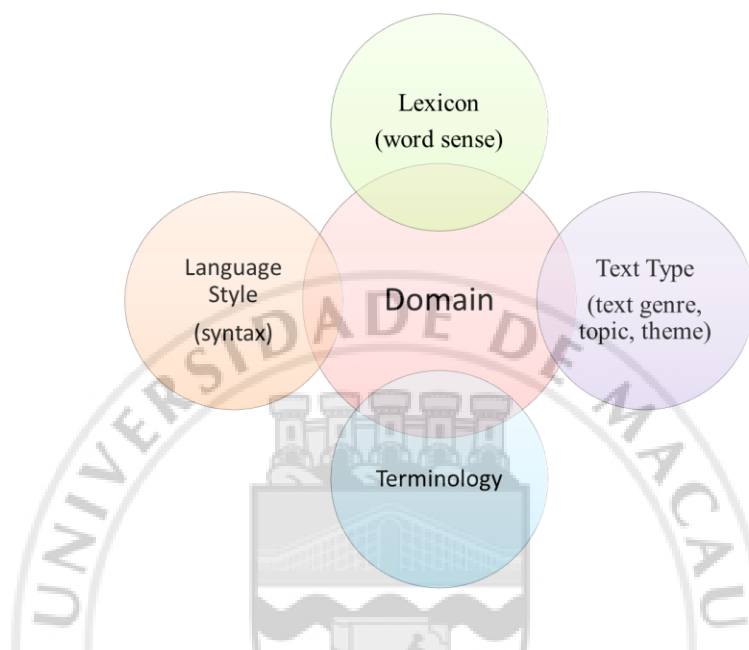 Lexicon
(word sense)
Language
Style
(syntax)
Domain
Text Type
(text genre,
topic, theme)
Terminology
UNIVERSIDADE DE MACAU